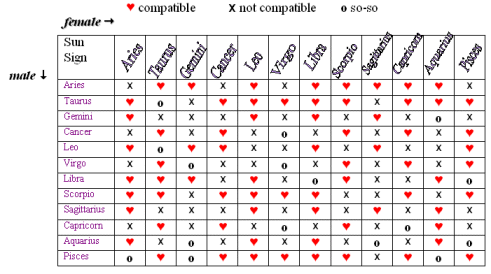 ♥ compatible x not compatible o so-so
female →
male ↓
Sun Sign Aries Taurus Gemini Cancer Leo Virgo Libra Scorpio Sagittarius Capricorn Aquarius Pisces
Aries x ♥ ♥ x ♥ x ♥ ♥ ♥ ♥ ♥ x
Taurus ♥ o x ♥ ♥ ♥ ♥ ♥ x ♥ ♥ ♥
Gemini ♥ x x x ♥ x ♥ x ♥ x o x
Cancer x ♥ x ♥ x o x ♥ x ♥ x ♥
Leo ♥ o ♥ ♥ ♥ x ♥ x ♥ x x x
Virgo x ♥ o x x o x ♥ x ♥ x ♥
Libra ♥ ♥ ♥ x ♥ x o ♥ x x ♥ o
Scorpio ♥ ♥ x ♥ ♥ ♥ ♥ x x ♥ x ♥
Sagittarius ♥ x x x ♥ x ♥ x ♥ x ♥ x
Capricorn x ♥ x ♥ x o x ♥ x o x ♥
Aquarius ♥ x o x ♥ x ♥ x o x o o
Pisces o ♥ o ♥ ♥ ♥ ♥ ♥ x ♥ o ♥